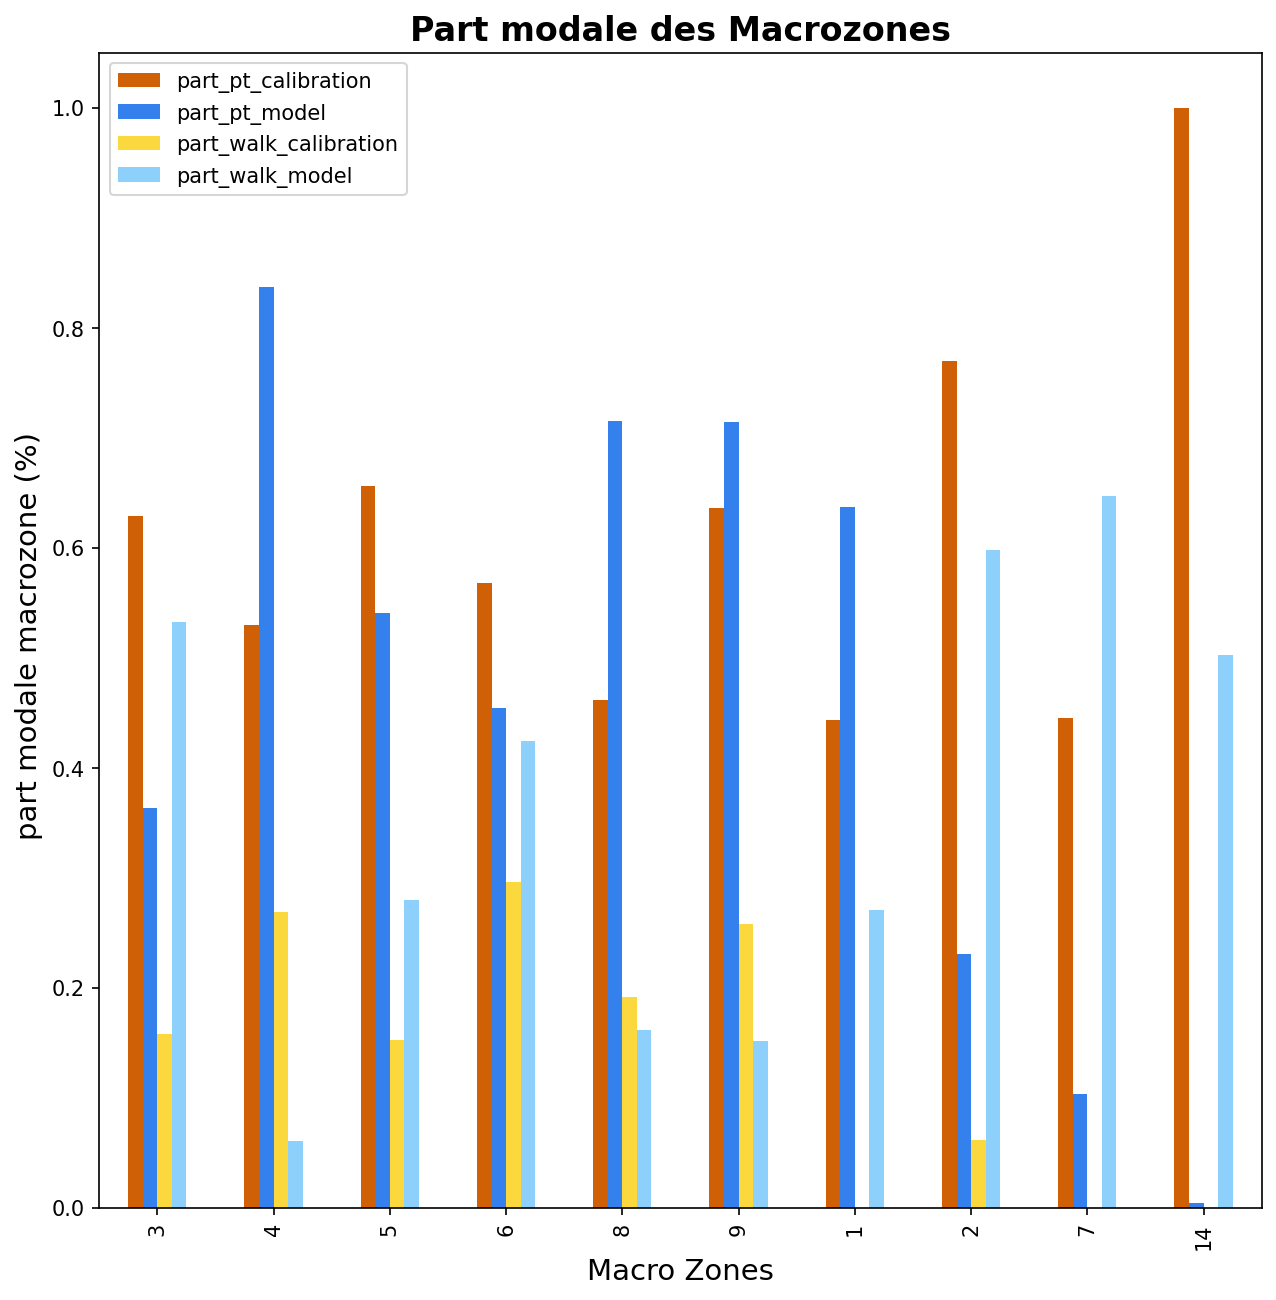 Part modale des Macrozones
part_pt_calibration
part_pt_model
part_walk_calibration
part_walk_model
part modale macrozone (%)
1.0
0.8
0.6
0.4
0.2
0.0
3 4 5 6 8 9 1 2 7 14
Macro Zones